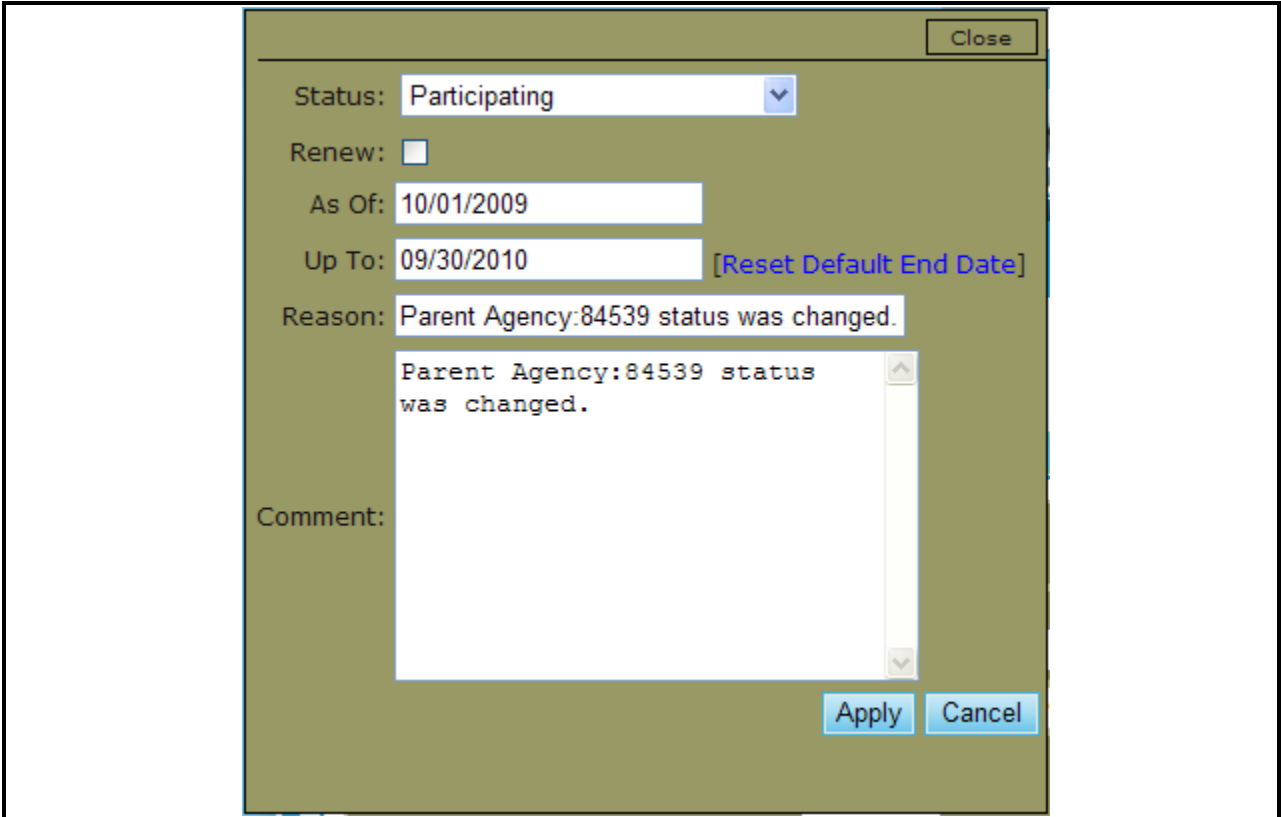 Close
Status: Participating
Renew:
As Of: 10/01/2009
Up To: 09/30/2010 [Reset Default End Date]
Reason: Parent Agency:84539 status was changed.
Parent Agency:84539 status
was changed.
Comment:
Apply Cancel